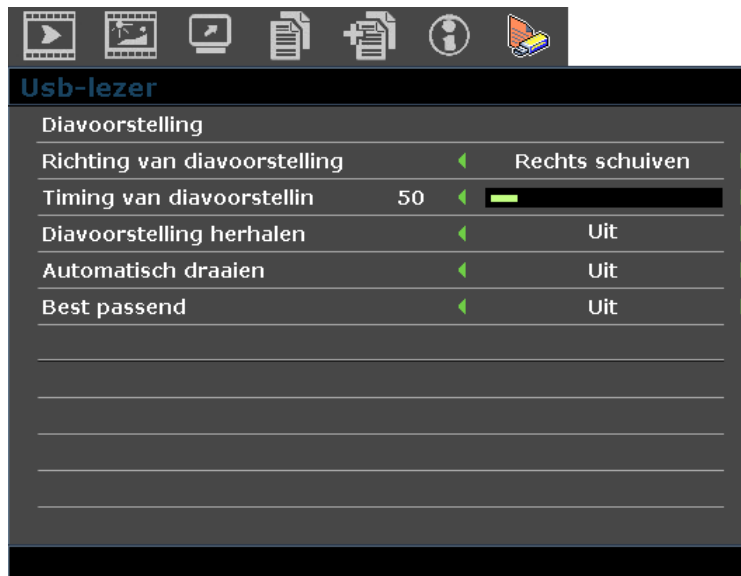 Usb-lezer
Diavoorstelling
Richting van diavoorstelling Rechts schuiven
Timing van diavoorstellin 50
Diavoorstelling herhalen Uit
Automatisch draaien Uit
Best passend Uit